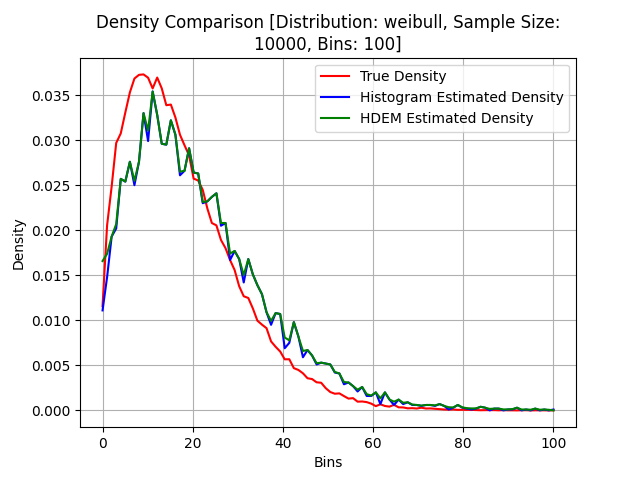 Density Comparison [Distribution: weibull, Sample Size:
10000, Bins: 100]
True Density
Histogram Estimated Density
HDEM Estimated Density
Density
0.035
0.030
0.025
0.020
0.015
0.010
0.005
0.000
0 20 40 60 80 100
Bins